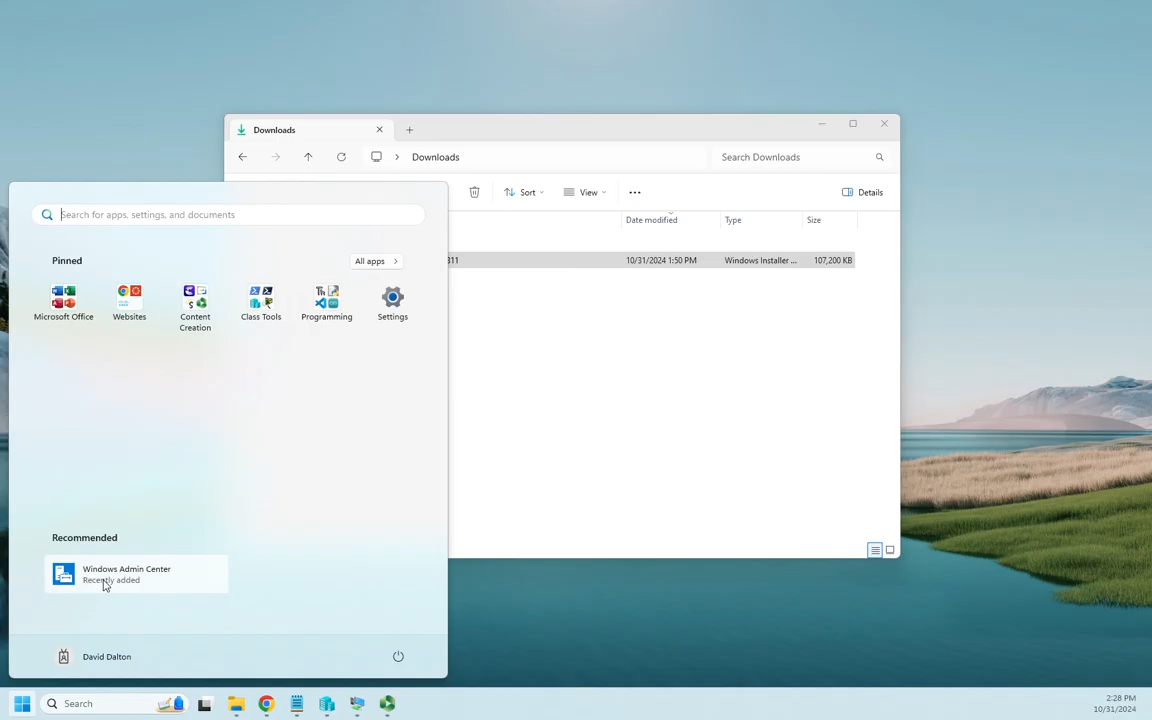 Downloads
Downloads
Search Downloads
Sort
View
Details
Date modified
Type
Size
311
10/31/2024 1:50 PM
Windows Installer ...
107,200 KB
Search for apps, settings, and documents
Pinned
All apps
Microsoft Office
Websites
Content
Creation
Class Tools
Programming
Settings
Recommended
Windows Admin Center
Recently added
David Dalton
Search
2:28 PM
10/31/2024